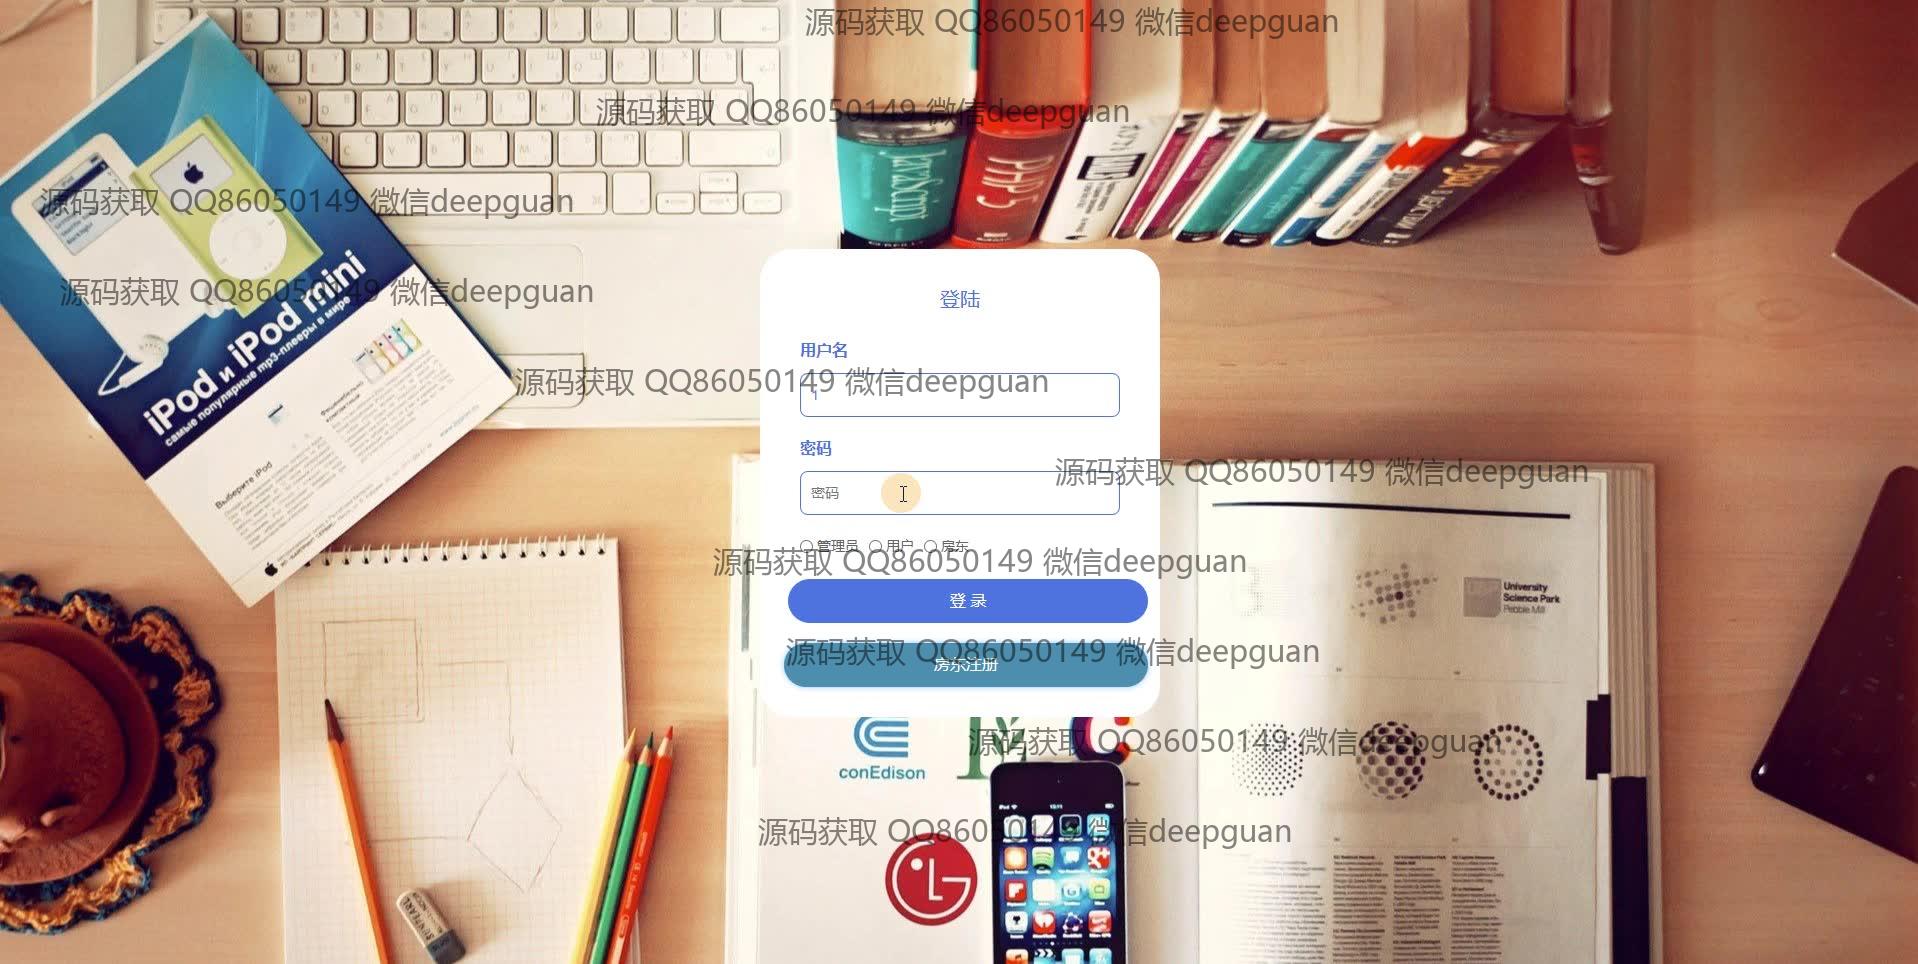 源码获取 QQ86050149 微信deepguan
源码获取 QQ86050149 微信deepguan
源码获取 QQ86050149 微信deepguan
源码获取 QQ86050149 微信deepguan
iPod и iPod mini
самые популярные mp3-плееры в мире
Выберите iPod
PHP5
登陆
用户名
源码获取 QQ86050149 微信deepguan
1
密码
源码获取 QQ86050149 微信deepguan
密码
管理员 用户 房东
源码获取 QQ86050149 微信deepguan
登 录
University
Science Park
Pebble Mill
源码获取 QQ86050149 微信deepguan
房东注册
源码获取 QQ86050149 微信deepguan
conEdison
源码获取 QQ86050149 微信deepguan
LG